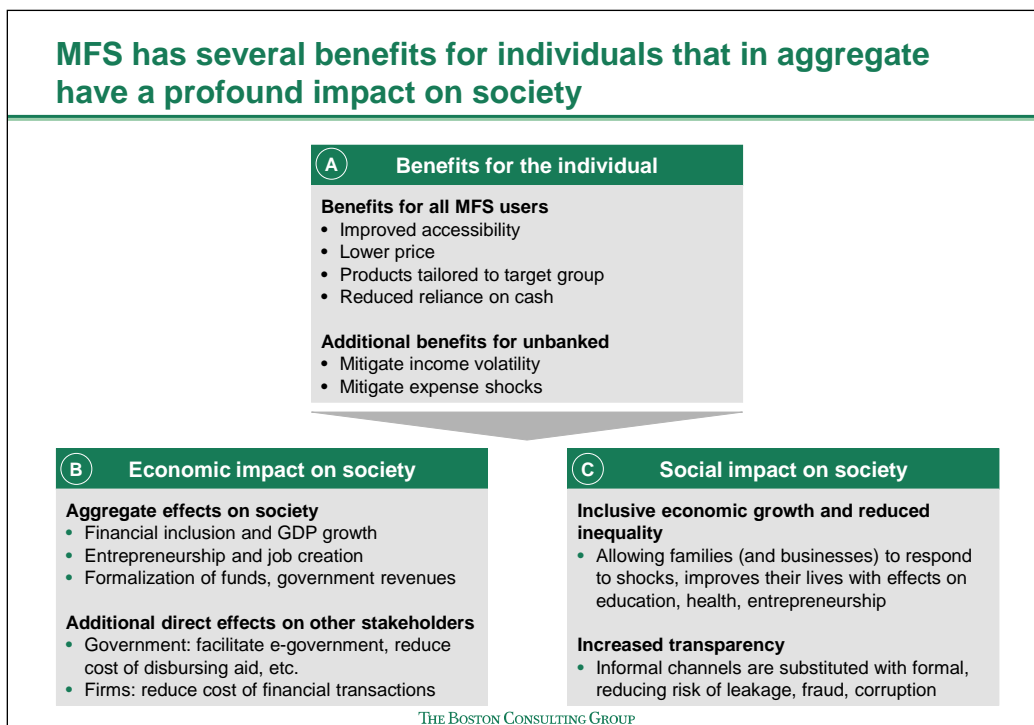 MFS has several benefits for individuals that in aggregate
have a profound impact on society
A Benefits for the individual
Benefits for all MFS users
• Improved accessibility
• Lower price
• Products tailored to target group
• Reduced reliance on cash
Additional benefits for unbanked
• Mitigate income volatility
• Mitigate expense shocks
B Economic impact on society
Aggregate effects on society
• Financial inclusion and GDP growth
• Entrepreneurship and job creation
• Formalization of funds, government revenues
Additional direct effects on other stakeholders
• Government: facilitate e-government, reduce
cost of disbursing aid, etc.
• Firms: reduce cost of financial transactions
C Social impact on society
Inclusive economic growth and reduced
inequality
• Allowing families (and businesses) to respond
to shocks, improves their lives with effects on
education, health, entrepreneurship
Increased transparency
• Informal channels are substituted with formal,
reducing risk of leakage, fraud, corruption
THE BOSTON CONSULTING GROUP